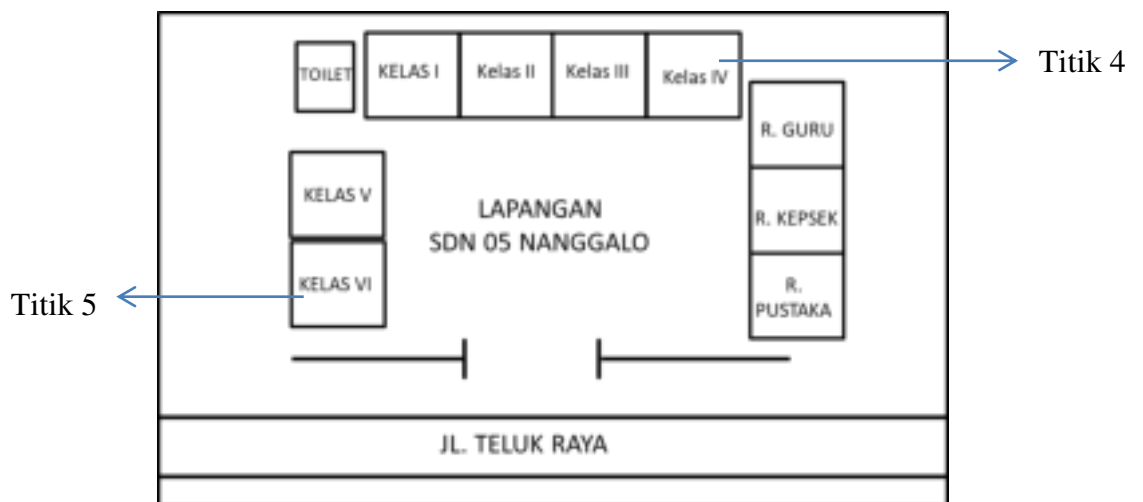 TOILET
KELAS I
Kelas II
Kelas III
Kelas IV
Titik 4
R. GURU
KELAS V
LAPANGAN
SDN 05 NANGGALO
R. KEPSEK
KELAS VI
Titik 5
R.
PUSTAKA
JL. TELUK RAYA